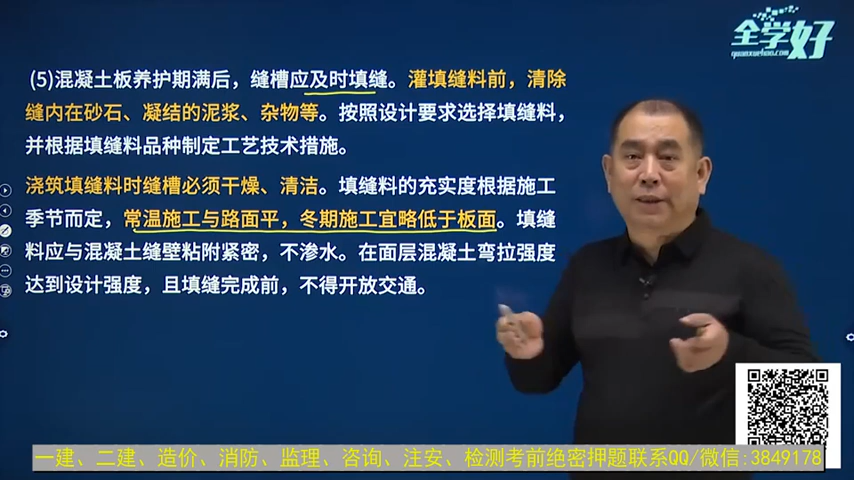 全学好
quanxuehao.com
(5)混凝土板养护期满后，缝槽应及时填缝。灌填缝料前，清除
缝内在砂石、凝结的泥浆、杂物等。按照设计要求选择填缝料，
并根据填缝料品种制定工艺技术措施。
浇筑填缝料时缝槽必须干燥、清洁。填缝料的充实度根据施工
季节而定，常温施工与路面平，冬期施工宜略低于板面。填缝
料应与混凝土缝壁粘附紧密，不渗水。在面层混凝土弯拉强度
达到设计强度，且填缝完成前，不得开放交通。
一建、二建、造价、消防、监理、咨询、注安、检测考前绝密押题联系QQ/微信:3849178